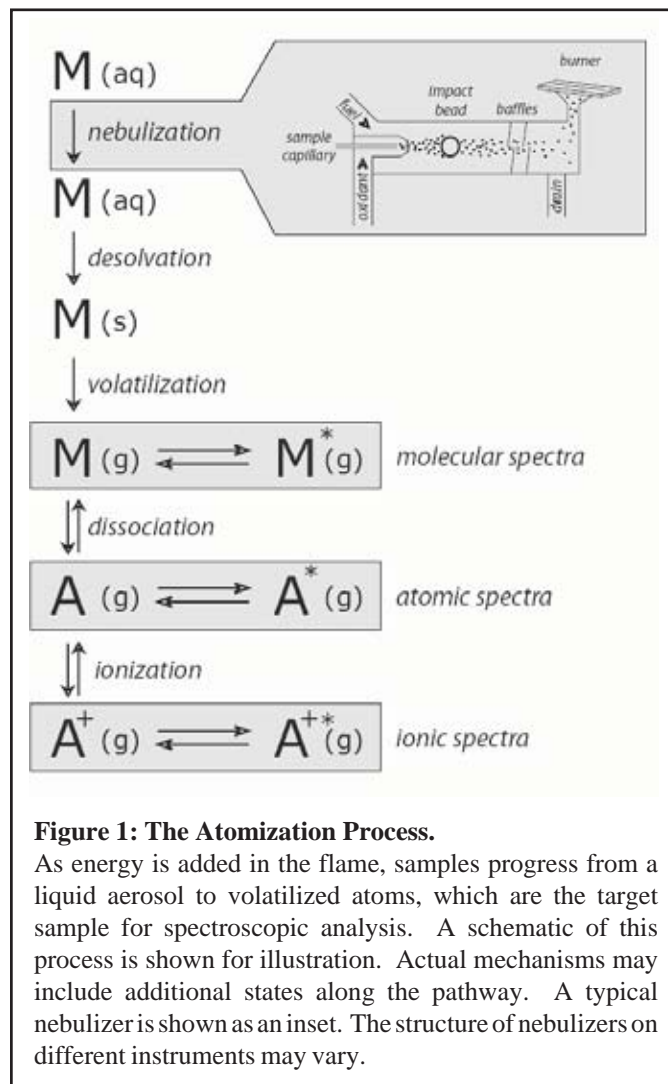 M (aq)
nebulization
M (aq)
desolvation
M (s)
volatilization
M (g) M* (g) molecular spectra
dissociation
A (g) A* (g) atomic spectra
ionization
A+ (g) A+* (g) ionic spectra
burner
impact
bead
baffles
fuel
sample
capillary
oxidant
drain
Figure 1: The Atomization Process.
As energy is added in the flame, samples progress from a
liquid aerosol to volatilized atoms, which are the target
sample for spectroscopic analysis. A schematic of this
process is shown for illustration. Actual mechanisms may
include additional states along the pathway. A typical
nebulizer is shown as an inset. The structure of nebulizers on
different instruments may vary.